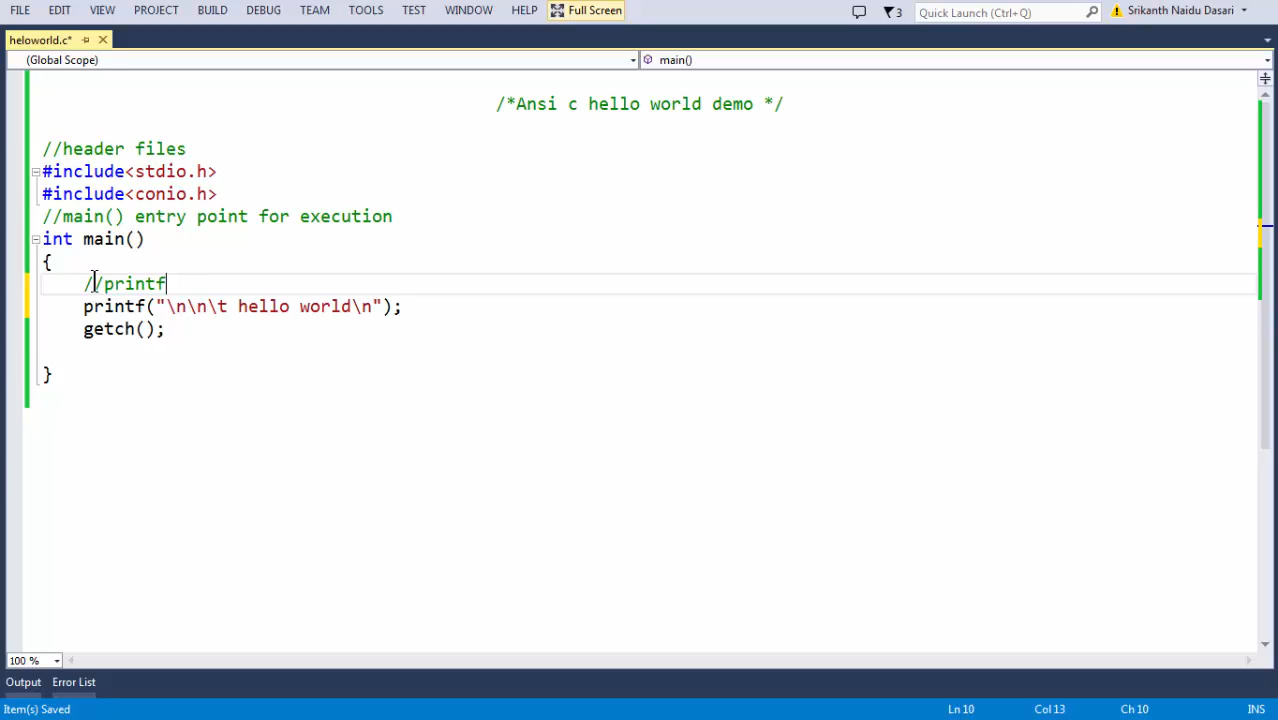 FILE EDIT VIEW PROJECT BUILD DEBUG TEAM TOOLS TEST WINDOW HELP Full Screen 3 Quick Launch (Ctrl+Q) Srikanth Naidu Dasari
heloworld.c*
(Global Scope) main()
/*Ansi c hello world demo */
//header files
#include<stdio.h>
#include<conio.h>
//main() entry point for execution
int main()
{
//printf
printf("\n\n\t hello world\n");
getch();
}
100 %
Output Error List
Item(s) Saved Ln 10 Col 13 Ch 10 INS